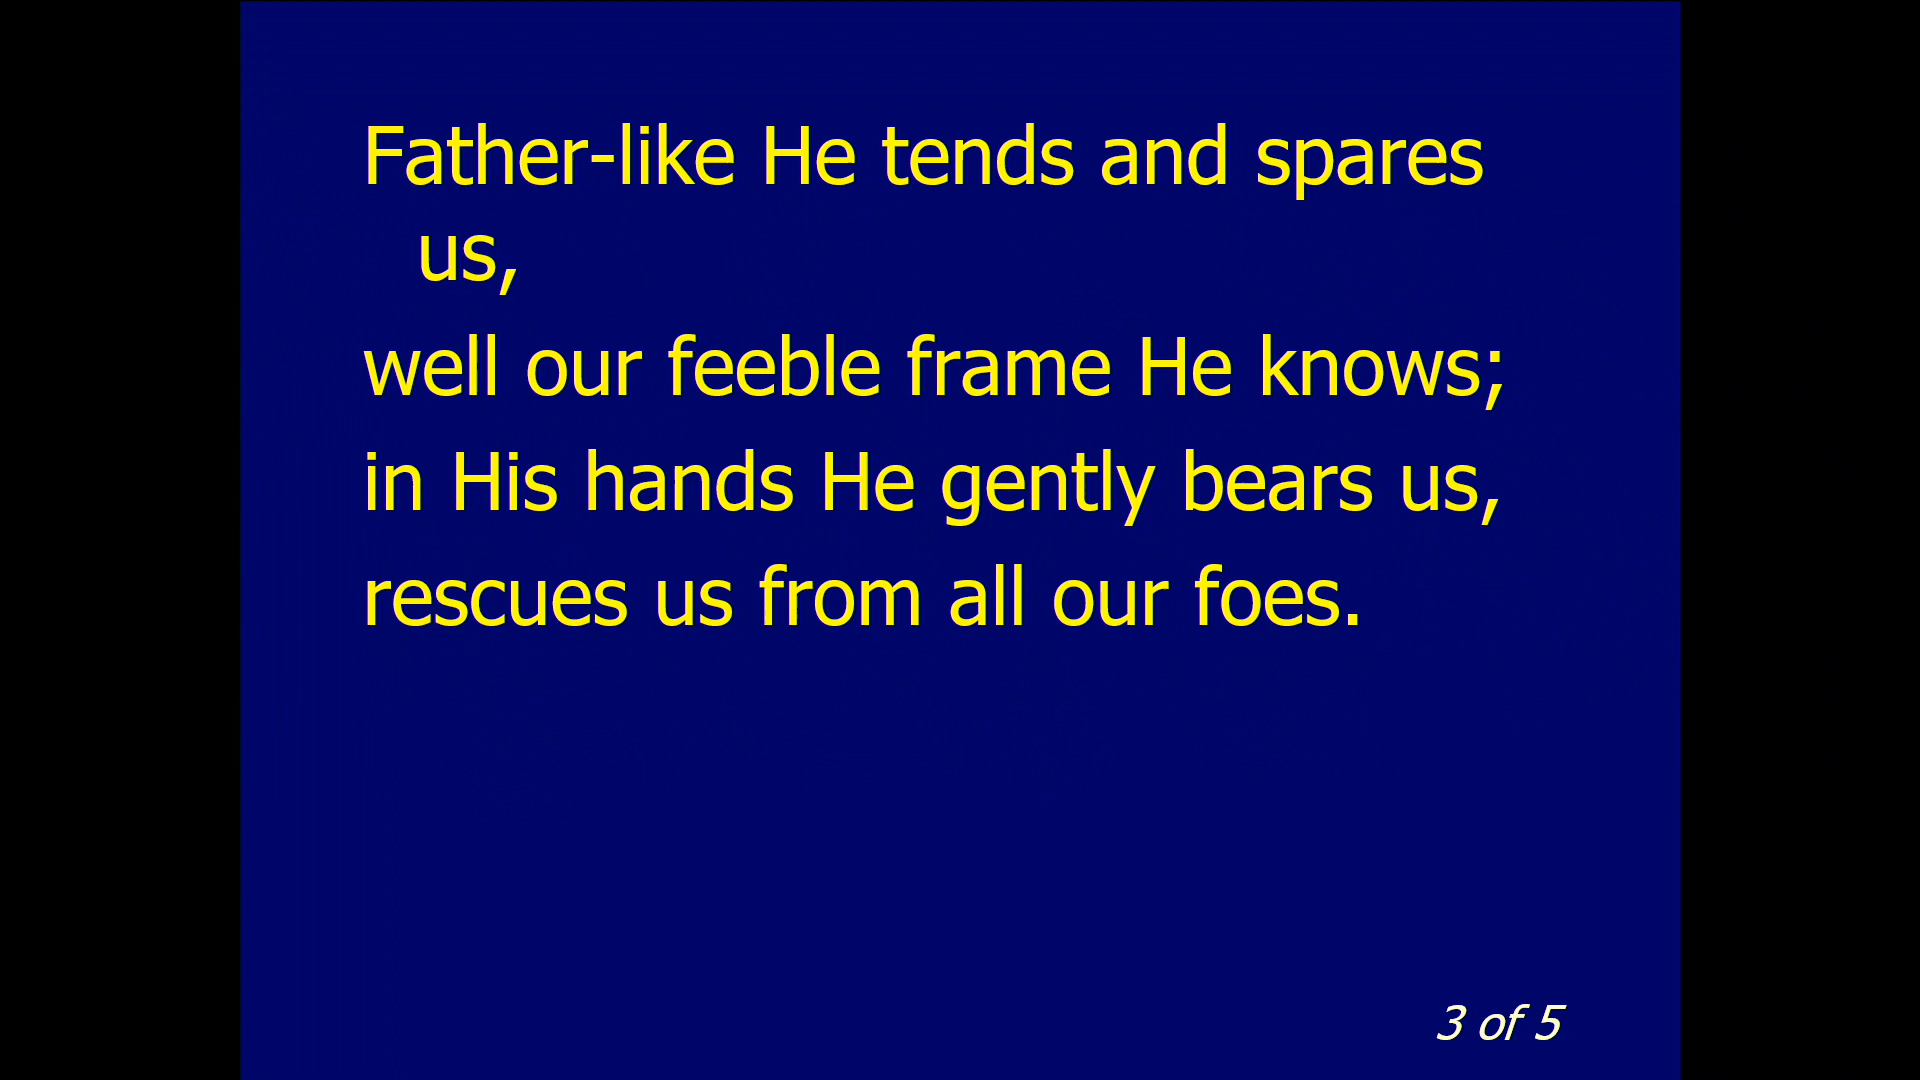 Father-like He tends and spares
us,
well our feeble frame He knows;
in His hands He gently bears us,
rescues us from all our foes.
3 of 5